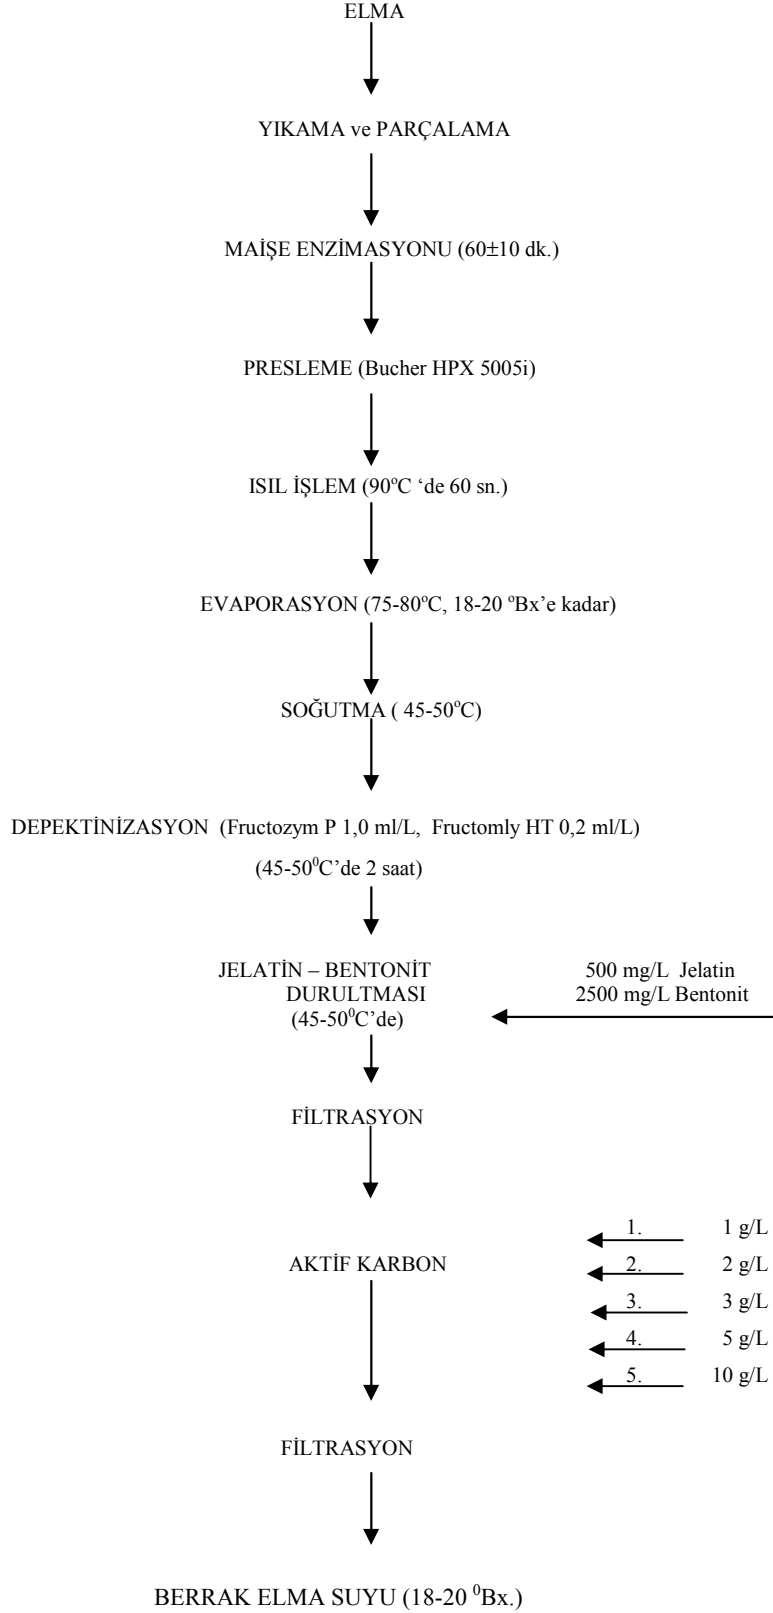 ELMA
YIKAMA ve PARÇALAMA
MAİŞE ENZİMASYONU (60±10 dk.)
PRESLEME (Bucher HPX 5005i)
ISIL İŞLEM (90°C ‘de 60 sn.)
EVAPORASYON (75-80°C, 18-20 °Bx’e kadar)
SOĞUTMA ( 45-50°C)
DEPEKTİNİZASYON (Fructozym P 1,0 ml/L, Fructomly HT 0,2 ml/L)
(45-50⁰C’de 2 saat)
JELATİN – BENTONİT
DURULTMASI
(45-50⁰C’de)
500 mg/L Jelatin
2500 mg/L Bentonit
FİLTRASYON
AKTİF KARBON
1. 1 g/L
2. 2 g/L
3. 3 g/L
4. 5 g/L
5. 10 g/L
FİLTRASYON
BERRAK ELMA SUYU (18-20 ⁰Bx.)